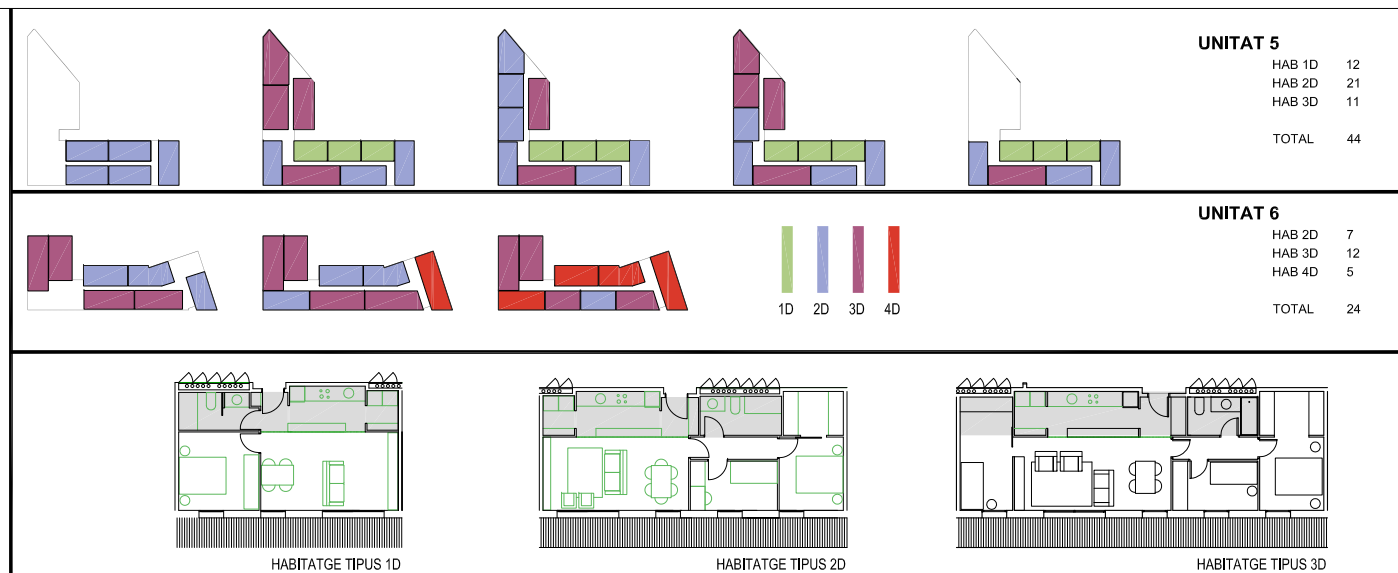 UNITAT 5
HAB 1D 12
HAB 2D 21
HAB 3D 11
TOTAL 44
UNITAT 6
HAB 2D 7
HAB 3D 12
HAB 4D 5
TOTAL 24
1D 2D 3D 4D
HABITATGE TIPUS 1D
HABITATGE TIPUS 2D
HABITATGE TIPUS 3D